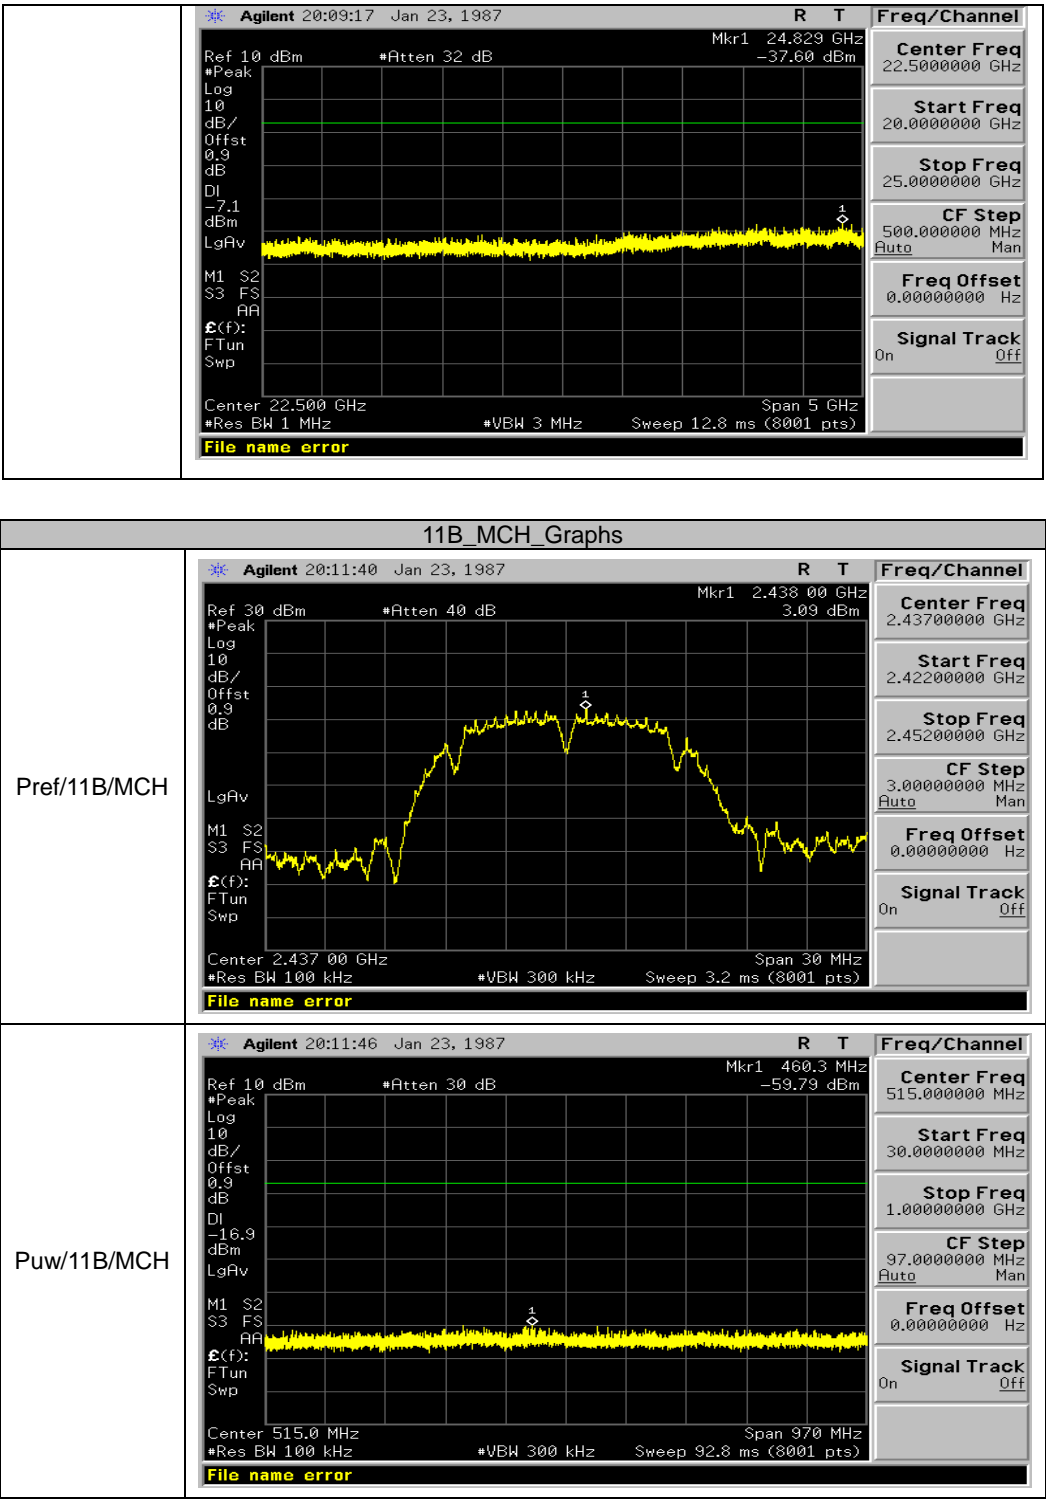 Agilent 20:09:17 Jan 23, 1987 R T Freq/Channel
Mkr1 24.829 GHz
Ref 10 dBm #Atten 32 dB -37.60 dBm
#Peak
Log
10
dB/
Offst
0.9
dB
DI
-7.1
dBm
LgAv
M1 S2
S3 FS
AA
£(f):
FTun
Swp
1
Center 22.500 GHz Span 5 GHz
#Res BW 1 MHz #VBW 3 MHz Sweep 12.8 ms (8001 pts)
File name error
Center Freq
22.5000000 GHz
Start Freq
20.0000000 GHz
Stop Freq
25.0000000 GHz
CF Step
500.000000 MHz
Auto Man
Freq Offset
0.00000000 Hz
Signal Track
On Off
11B_MCH_Graphs
Pref/11B/MCH
Agilent 20:11:40 Jan 23, 1987 R T Freq/Channel
Mkr1 2.438 00 GHz
Ref 30 dBm #Atten 40 dB 3.09 dBm
#Peak
Log
10
dB/
Offst
0.9
dB
LgAv
M1 S2
S3 FS
AA
£(f):
FTun
Swp
1
Center 2.437 00 GHz Span 30 MHz
#Res BW 100 kHz #VBW 300 kHz Sweep 3.2 ms (8001 pts)
File name error
Center Freq
2.43700000 GHz
Start Freq
2.42200000 GHz
Stop Freq
2.45200000 GHz
CF Step
3.00000000 MHz
Auto Man
Freq Offset
0.00000000 Hz
Signal Track
On Off
Puw/11B/MCH
Agilent 20:11:46 Jan 23, 1987 R T Freq/Channel
Mkr1 460.3 MHz
Ref 10 dBm #Atten 30 dB -59.79 dBm
#Peak
Log
10
dB/
Offst
0.9
dB
DI
-16.9
dBm
LgAv
M1 S2
S3 FS
AA
£(f):
FTun
Swp
1
Center 515.0 MHz Span 970 MHz
#Res BW 100 kHz #VBW 300 kHz Sweep 92.8 ms (8001 pts)
File name error
Center Freq
515.000000 MHz
Start Freq
30.0000000 MHz
Stop Freq
1.00000000 GHz
CF Step
97.0000000 MHz
Auto Man
Freq Offset
0.00000000 Hz
Signal Track
On Off